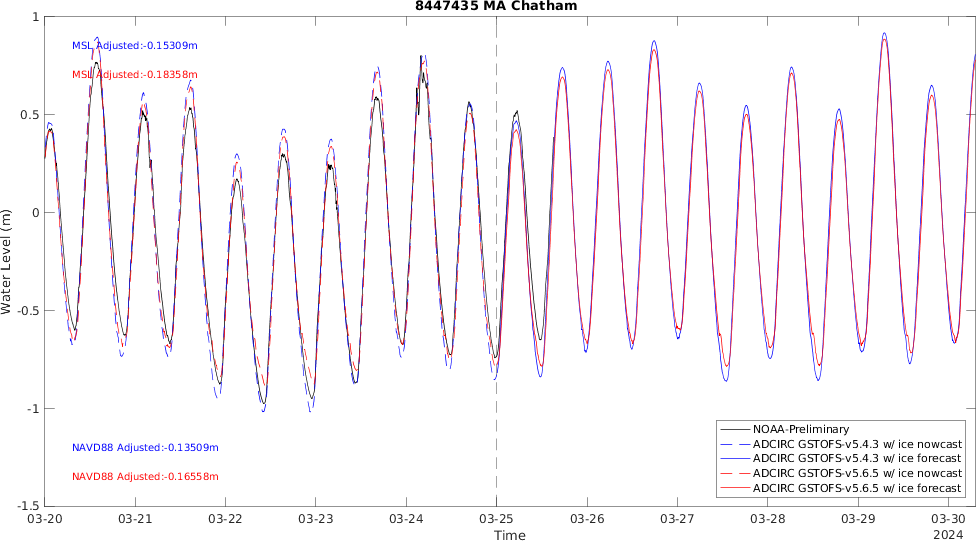 8447435 MA Chatham
MSL Adjusted:-0.15309m
MSL Adjusted:-0.18358m
NAVD88 Adjusted:-0.13509m
NAVD88 Adjusted:-0.16558m
Water Level (m)
1
0.5
0
-0.5
-1
-1.5
NOAA-Preliminary
ADCIRC GSTOFS-v5.4.3 w/ ice nowcast
ADCIRC GSTOFS-v5.4.3 w/ ice forecast
ADCIRC GSTOFS-v5.6.5 w/ ice nowcast
ADCIRC GSTOFS-v5.6.5 w/ ice forecast
03-20 03-21 03-22 03-23 03-24 03-25 03-26 03-27 03-28 03-29 03-30
Time
2024